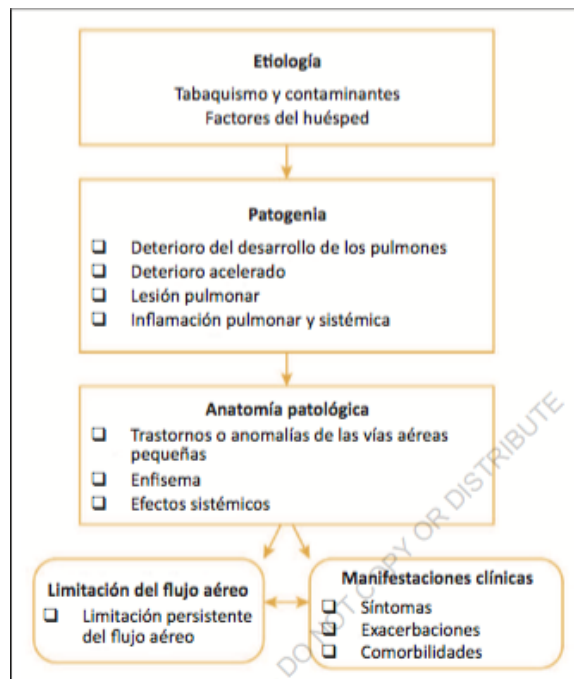 Etiología
Tabaquismo y contaminantes
Factores del huésped
Patogenia
❑ Deterioro del desarrollo de los pulmones
❑ Deterioro acelerado
❑ Lesión pulmonar
❑ Inflamación pulmonar y sistémica
Anatomía patológica
❑ Trastornos o anomalías de las vías aéreas
pequeñas
❑ Enfisema
❑ Efectos sistémicos
Limitación del flujo aéreo
❑ Limitación persistente
del flujo aéreo
Manifestaciones clínicas
❑ Síntomas
❑ Exacerbaciones
❑ Comorbilidades
DO NOT COPY OR DISTRIBUTE